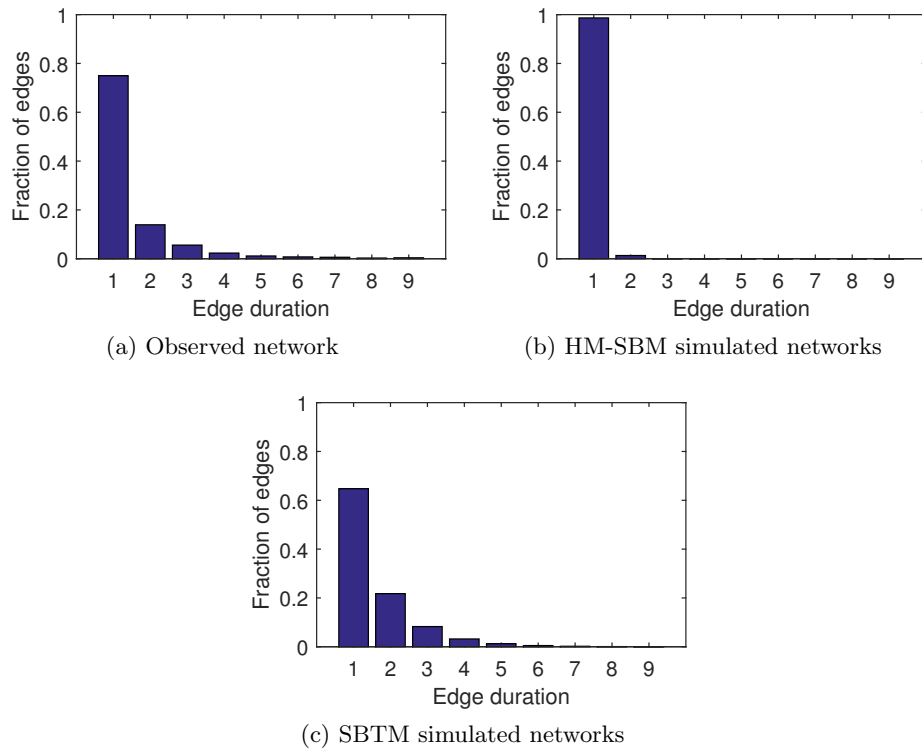 1
0.8
0.6
0.4
0.2
0
Fraction of edges
1 2 3 4 5 6 7 8 9
Edge duration
(a) Observed network
1
0.8
0.6
0.4
0.2
0
Fraction of edges
1 2 3 4 5 6 7 8 9
Edge duration
(b) HM-SBM simulated networks
1
0.8
0.6
0.4
0.2
0
Fraction of edges
1 2 3 4 5 6 7 8 9
Edge duration
(c) SBTM simulated networks